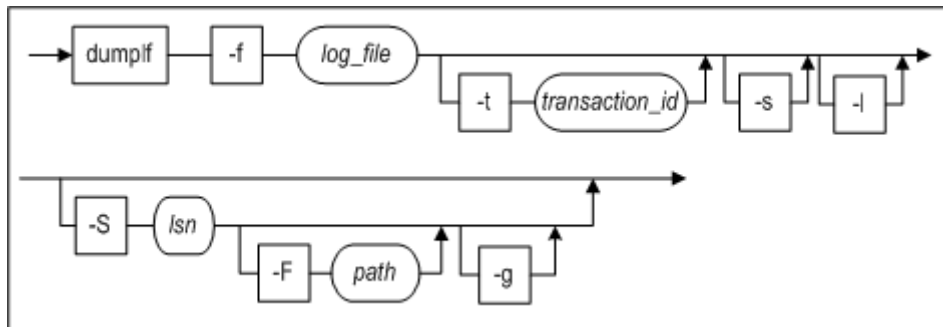 dumplf -f log_file
-t transaction_id -s -l
-S lsn
-F path -g